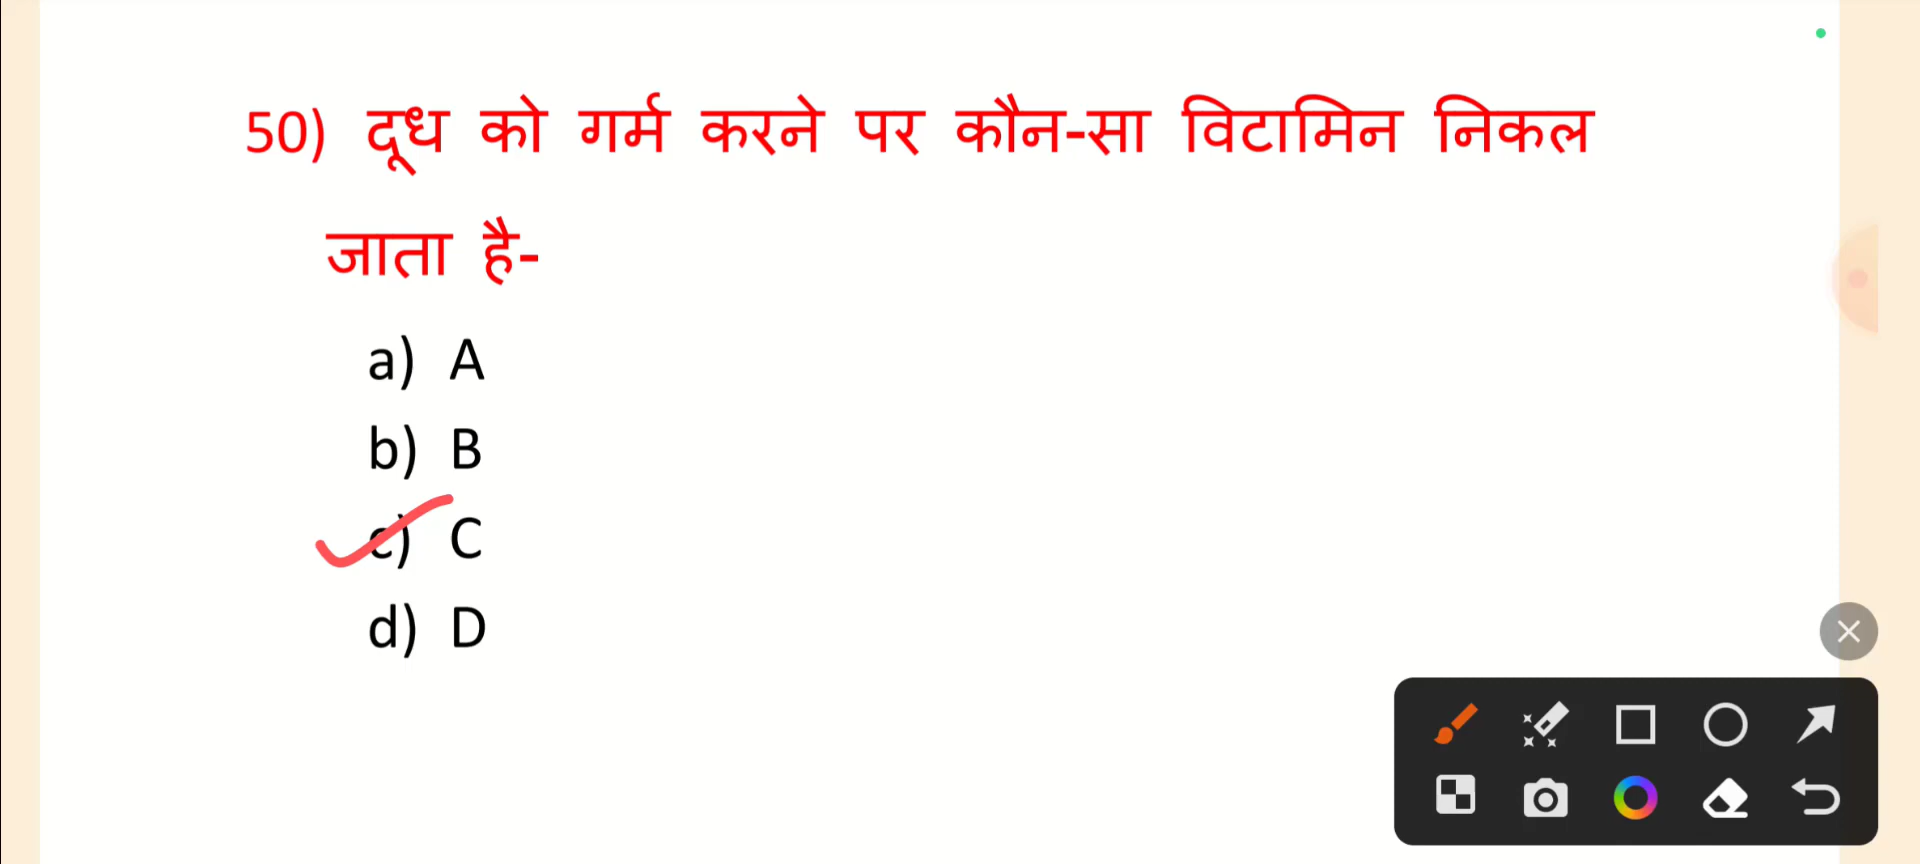 50) दूध को गर्म करने पर कौन-सा विटामिन निकल
जाता है-
a) A
b) B
c) C
d) D